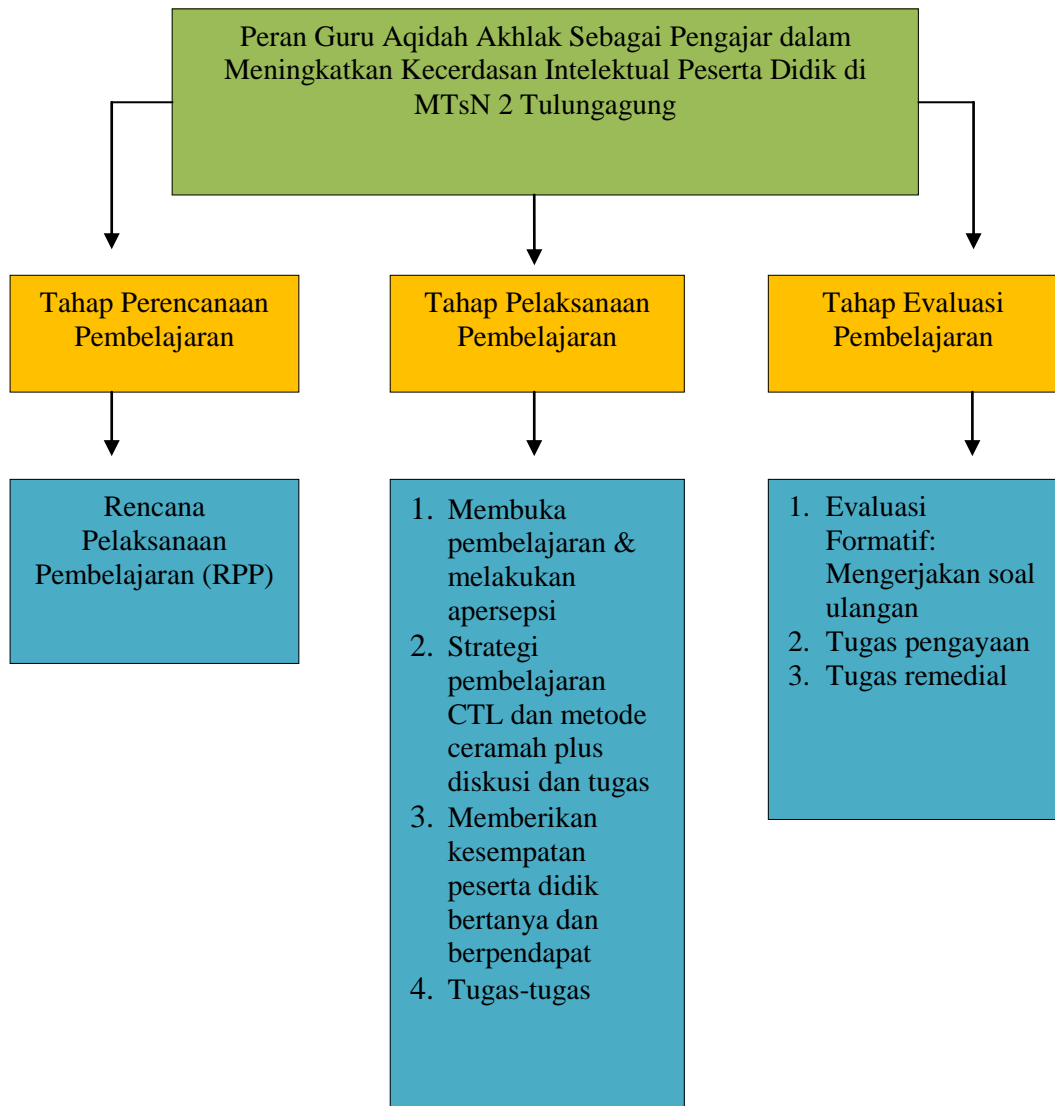 Peran Guru Aqidah Akhlak Sebagai Pengajar dalam
Meningkatkan Kecerdasan Intelektual Peserta Didik di
MTsN 2 Tulungagung
Tahap Perencanaan
Pembelajaran
Tahap Pelaksanaan
Pembelajaran
Tahap Evaluasi
Pembelajaran
Rencana
Pelaksanaan
Pembelajaran (RPP)
1. Membuka
pembelajaran &
melakukan
apersepsi
2. Strategi
pembelajaran
CTL dan metode
ceramah plus
diskusi dan tugas
3. Memberikan
kesempatan
peserta didik
bertanya dan
berpendapat
4. Tugas-tugas
1. Evaluasi
Formatif:
Mengerjakan soal
ulangan
2. Tugas pengayaan
3. Tugas remedial